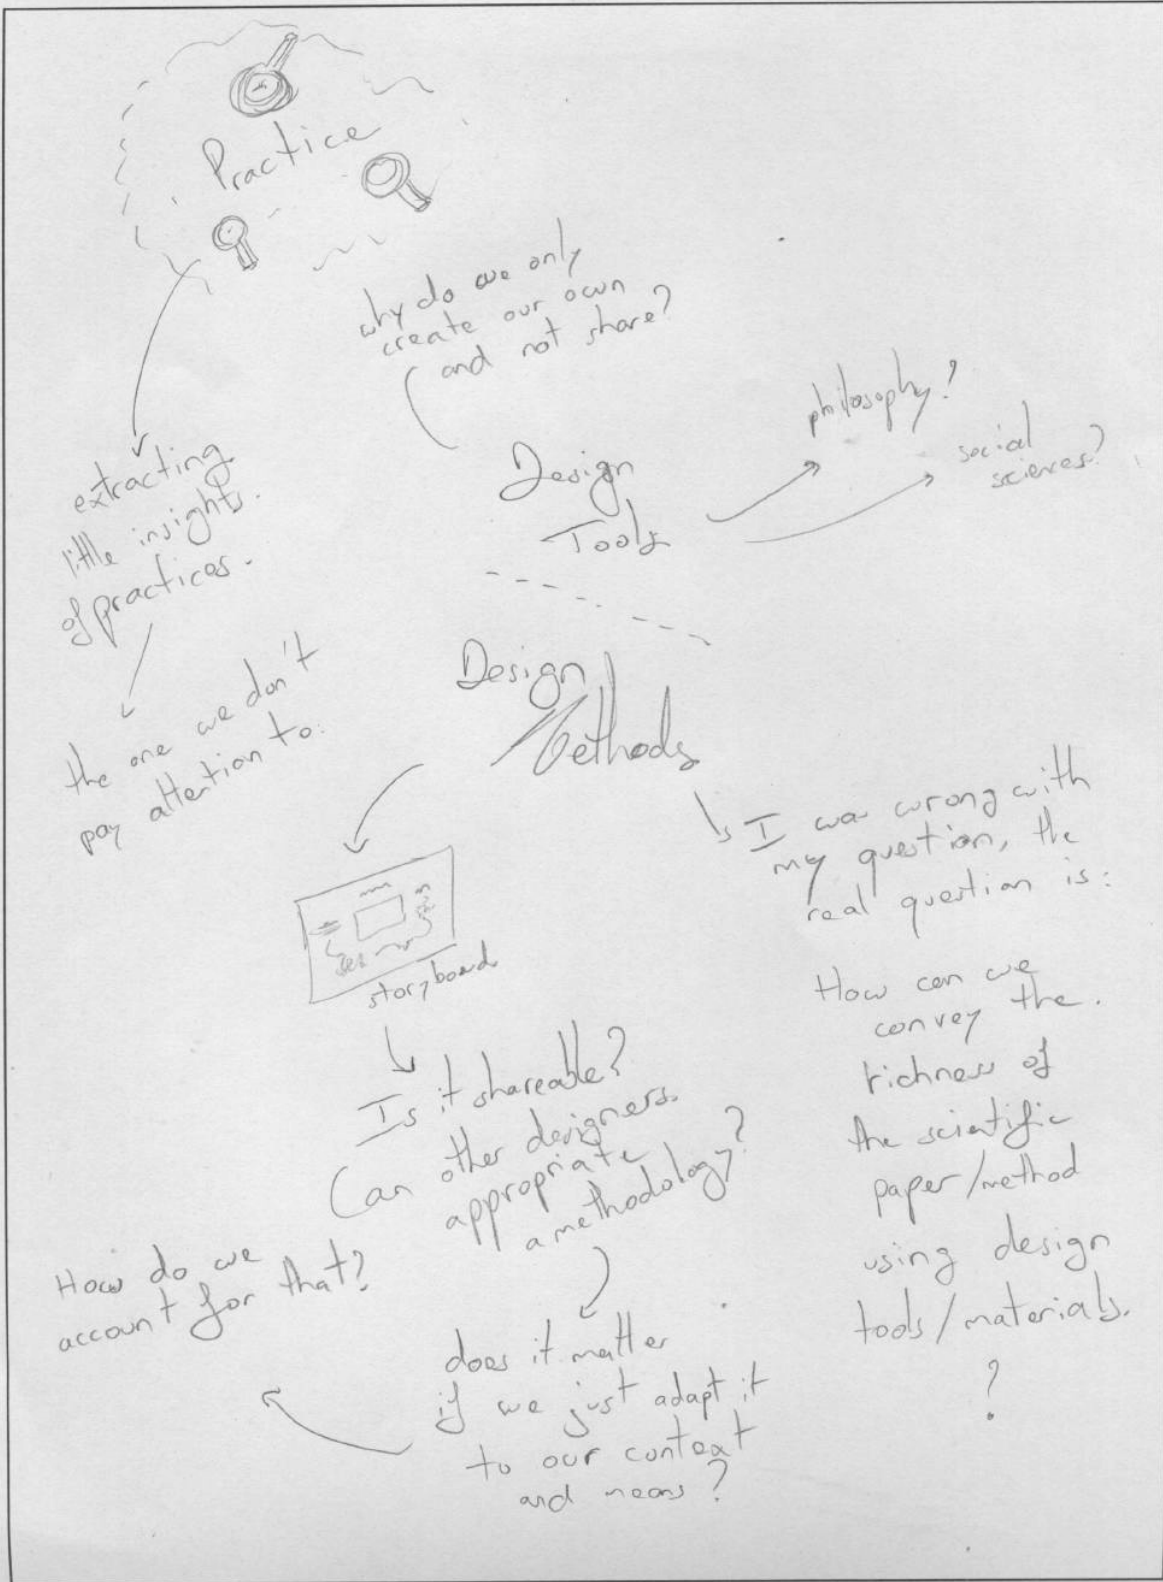 Practice
why do we only
create our own
and not share?
philosophy?
social
sciences?
Design
Tools
extracting
little insights.
of practices.
the one we don't
pay attention to.
Design
Methods
I was wrong with
my question, the
real question is:
How can we
convey the.
richness of
the scientific
paper/method
using design
tools/materials.
?
storyboard
Is it shareable?
Can other designers.
appropriate
a methodology?
does it matter
if we just adapt it
to our context
and means?
How do we
account for that?